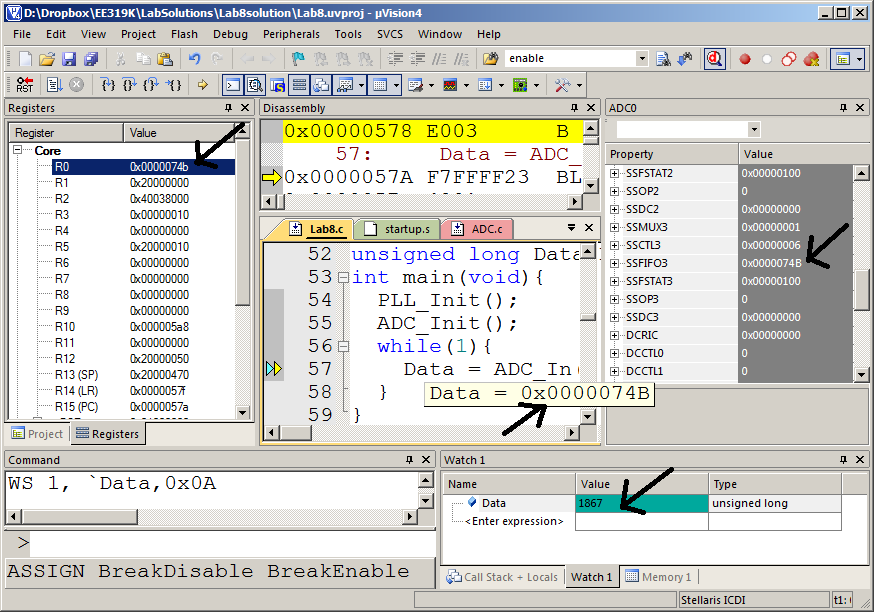 D:\Dropbox\EE319K\LabSolutions\Lab8solution\Lab8.uvproj - µVision4
File Edit View Project Flash Debug Peripherals Tools SVCS Window Help
enable
RST
Registers
Register Value
Core
R0 0x0000074b
R1 0x20000000
R2 0x40038000
R3 0x00000010
R4 0x00000000
R5 0x20000010
R6 0x00000000
R7 0x00000000
R8 0x00000000
R9 0x00000000
R10 0x000005a8
R11 0x00000000
R12 0x20000050
R13 (SP) 0x20000470
R14 (LR) 0x0000057f
R15 (PC) 0x0000057a
Project Registers
Disassembly
0x00000578 E003 B
57: Data = ADC_
0x0000057A F7FFFF23 BL
Lab8.c startup.s ADC.c
52 unsigned long Data
53 int main(void){
54 PLL_Init();
55 ADC_Init();
56 while(1){
57 Data = ADC_In
58 }
Data = 0x0000074B
59 }
ADC0
Property Value
SSFSTAT2 0x00000100
SSOP2 0
SSDC2 0x00000000
SSMUX3 0x00000001
SSCTL3 0x00000006
SSFIFO3 0x0000074B
SSFSTAT3 0x00000100
SSOP3 0
SSDC3 0x00000000
DCRIC 0x00000000
DCCTL0 0
DCCTL1 0
Command
WS 1, `Data,0x0A
>
ASSIGN BreakDisable BreakEnable
Watch 1
Name Value Type
Data 1867 unsigned long
<Enter expression>
Call Stack + Locals Watch 1 Memory 1
Stellaris ICDI t1: